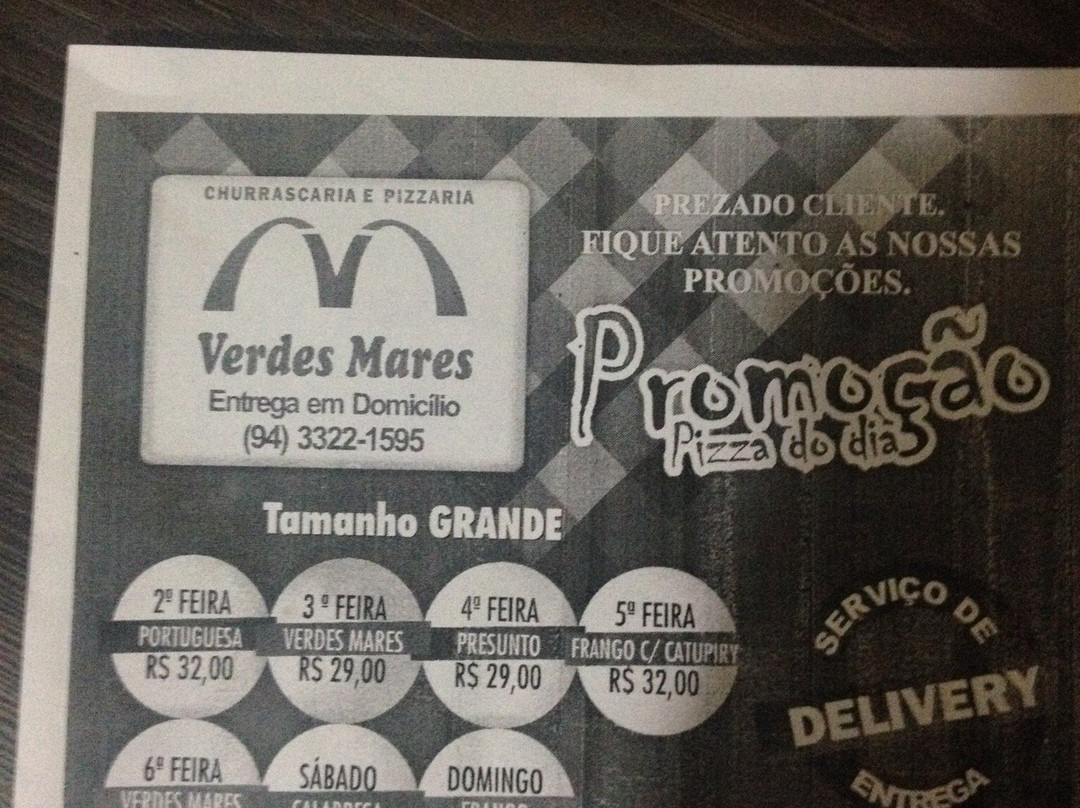 CHURRASCARIA E PIZZARIA
Verdes Mares
Entrega em Domicílio
(94) 3322-1595
PREZADO CLIENTE.
FIQUE ATENTO AS NOSSAS
PROMOÇÕES.
Promoção
Pizza do dia
Tamanho GRANDE
2ª FEIRA
PORTUGUESA
R$ 32,00
3ª FEIRA
VERDES MARES
R$ 29,00
4ª FEIRA
PRESUNTO
R$ 29,00
5ª FEIRA
FRANGO C/ CATUPIRY
R$ 32,00
6ª FEIRA
VERDES MARES
SÁBADO
CALABRESA
DOMINGO
FRANGO
SERVIÇO DE
DELIVERY
ENTREGA